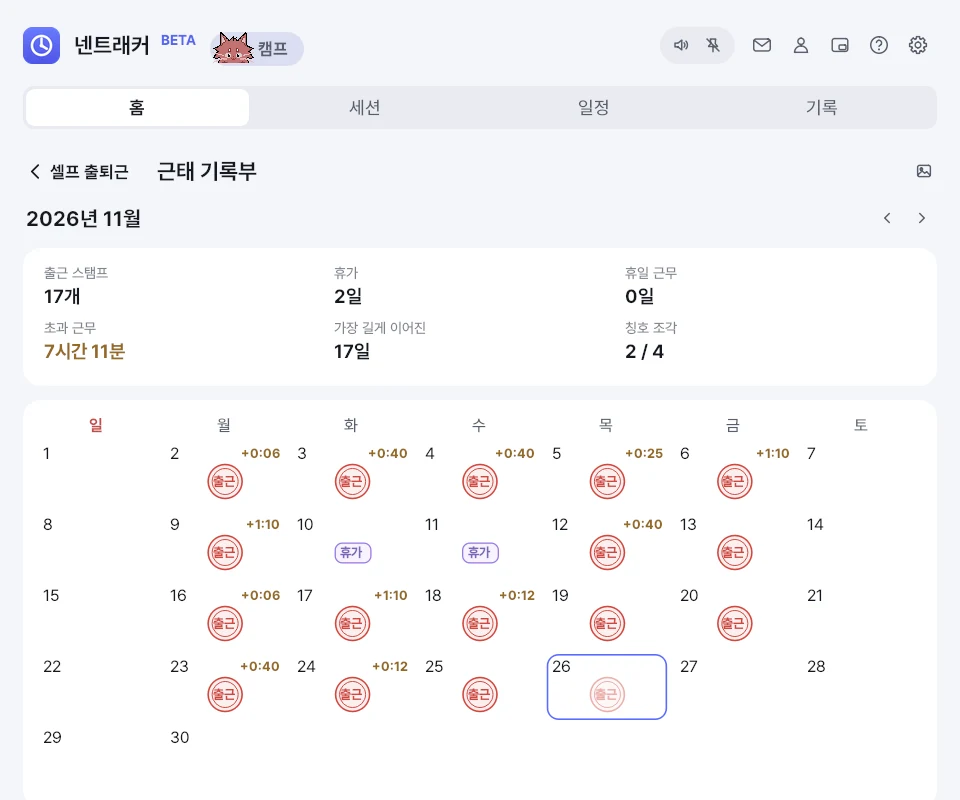 넨트래커 BETA 캠프
홈 세션 일정 기록
셀프 출퇴근 근태 기록부
2026년 11월
출근 스탬프 휴가 휴일 근무
17개 2일 0일
초과 근무 가장 길게 이어진 칭호 조각
7시간 11분 17일 2 / 4
일 월 화 수 목 금 토
1 2 +0:06 3 +0:40 4 +0:40 5 +0:25 6 +1:10 7
출근 출근 출근 출근 출근
8 9 +1:10 10 11 12 +0:40 13 14
출근 휴가 휴가 출근 출근
15 16 +0:06 17 +1:10 18 +0:12 19 20 21
출근 출근 출근 출근 출근
22 23 +0:40 24 +0:12 25 26 27 28
출근 출근 출근 출근
29 30